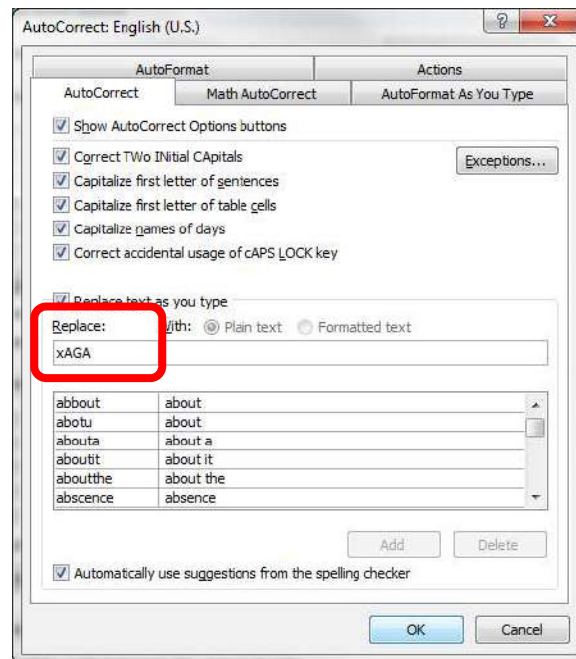 AutoCorrect: English (U.S.)
AutoFormat Actions
AutoCorrect Math AutoCorrect AutoFormat As You Type
Show AutoCorrect Options buttons
Correct TWo INitial CApitals Exceptions...
Capitalize first letter of sentences
Capitalize first letter of table cells
Capitalize names of days
Correct accidental usage of cAPS LOCK key
Replace text as you type
Replace: With: Plain text Formatted text
xAGA
abbout about
abotu about
abouta about a
aboutit about it
aboutthe about the
abscence absence
Add Delete
Automatically use suggestions from the spelling checker
OK Cancel